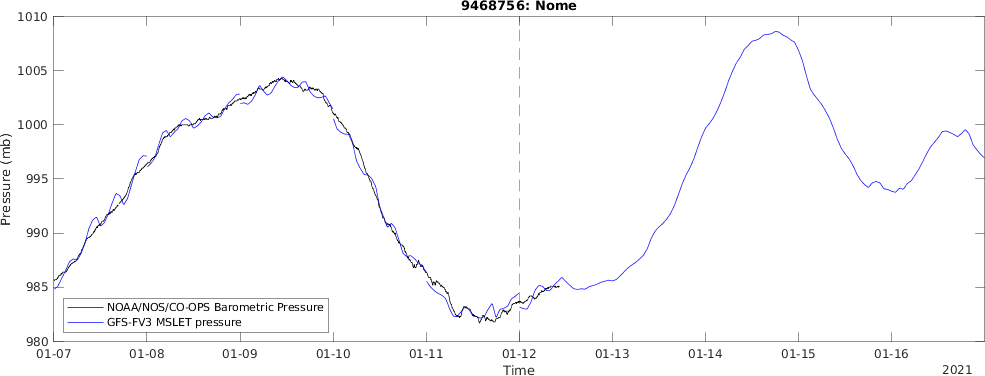 9468756: Nome
1010
1005
1000
995
990
985
980
Pressure (mb)
NOAA/NOS/CO-OPS Barometric Pressure
GFS-FV3 MSLET pressure
01-07 01-08 01-09 01-10 01-11 01-12 01-13 01-14 01-15 01-16
Time
2021